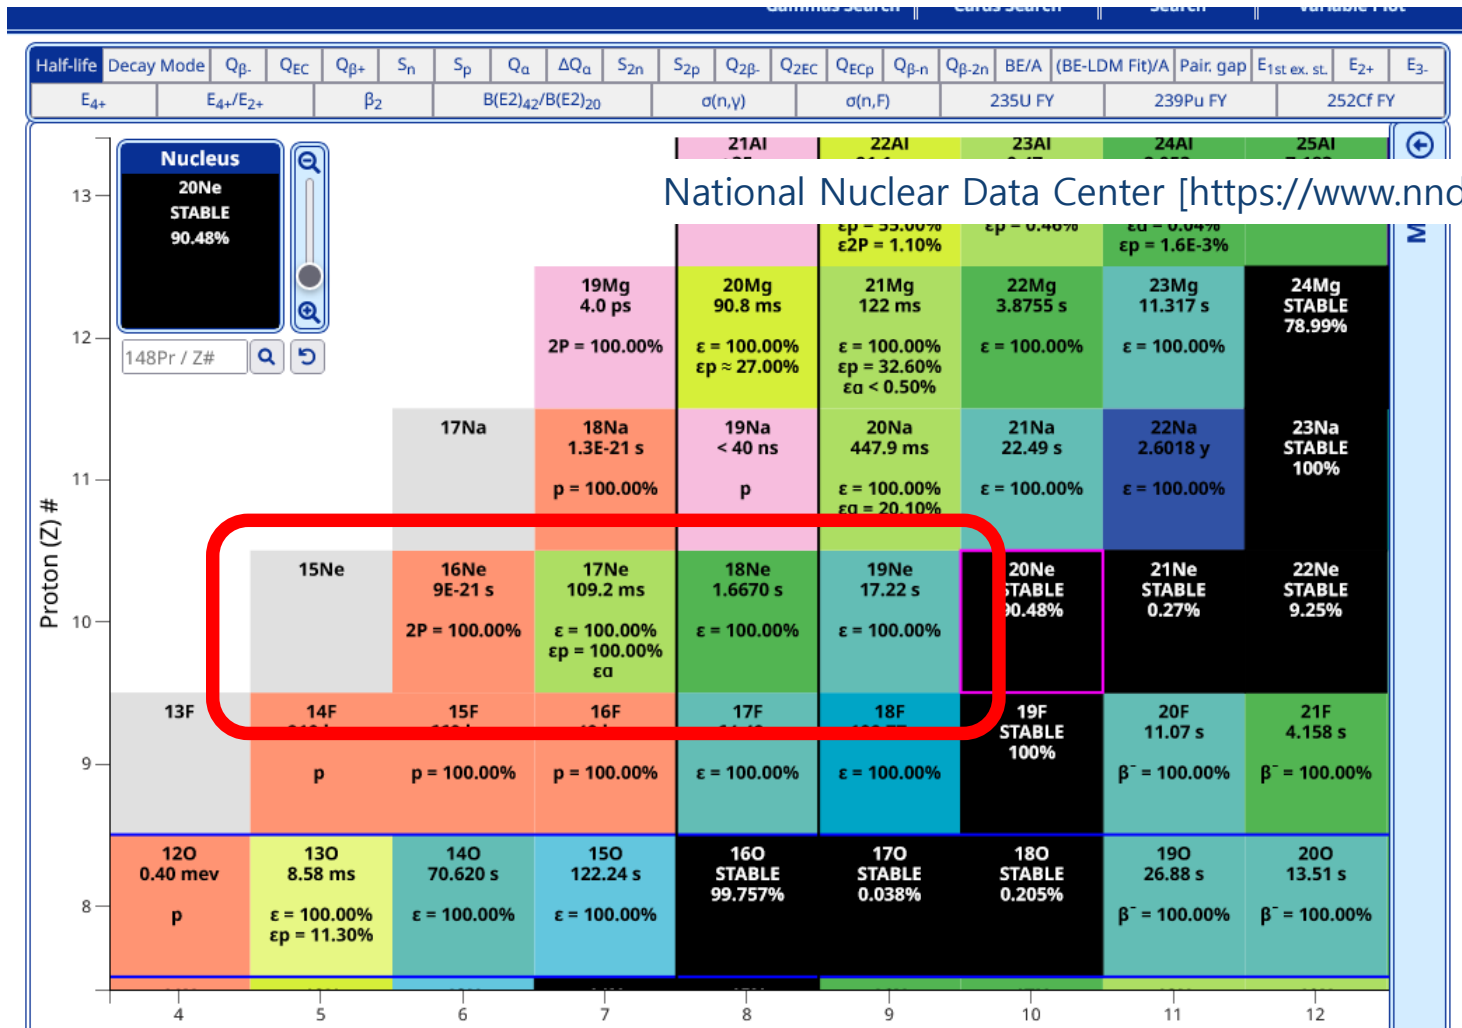 Half-life Decay Mode Qβ- QEC Qβ+ Sn Sp Qα ΔQα S2n S2p Q2β- Q2EC QECp Qβ-n Qβ-2n BE/A (BE-LDM Fit)/A Pair. gap E1st ex. st. E2+ E3-
E4+ E4+/E2+ β2 B(E2)42/B(E2)20 σ(n,γ) σ(n,F) 235U FY 239Pu FY 252Cf FY
Nucleus
20Ne
STABLE
90.48%
148Pr / Z#
National Nuclear Data Center [https://www.nnd
Proton (Z) #
13
21Al
22Al
23Al
24Al
25Al
ε2P = 1.10%
εp = 0.46%
εp = 1.6E-3%
12
19Mg
4.0 ps
2P = 100.00%
20Mg
90.8 ms
ε = 100.00%
εp ≈ 27.00%
21Mg
122 ms
ε = 100.00%
εp = 32.60%
εα < 0.50%
22Mg
3.8755 s
ε = 100.00%
23Mg
11.317 s
ε = 100.00%
24Mg
STABLE
78.99%
11
17Na
18Na
1.3E-21 s
p = 100.00%
19Na
< 40 ns
p
20Na
447.9 ms
ε = 100.00%
εα = 20.10%
21Na
22.49 s
ε = 100.00%
22Na
2.6018 y
ε = 100.00%
23Na
STABLE
100%
10
15Ne
16Ne
9E-21 s
2P = 100.00%
17Ne
109.2 ms
ε = 100.00%
εp = 100.00%
εα
18Ne
1.6670 s
ε = 100.00%
19Ne
17.22 s
ε = 100.00%
20Ne
STABLE
90.48%
21Ne
STABLE
0.27%
22Ne
STABLE
9.25%
9
13F
14F
p
15F
p = 100.00%
16F
p = 100.00%
17F
ε = 100.00%
18F
ε = 100.00%
19F
STABLE
100%
20F
11.07 s
β⁻ = 100.00%
21F
4.158 s
β⁻ = 100.00%
8
12O
0.40 mev
p
13O
8.58 ms
ε = 100.00%
εp = 11.30%
14O
70.620 s
ε = 100.00%
15O
122.24 s
ε = 100.00%
16O
STABLE
99.757%
17O
STABLE
0.038%
18O
STABLE
0.205%
19O
26.88 s
β⁻ = 100.00%
20O
13.51 s
β⁻ = 100.00%
4 5 6 7 8 9 10 11 12